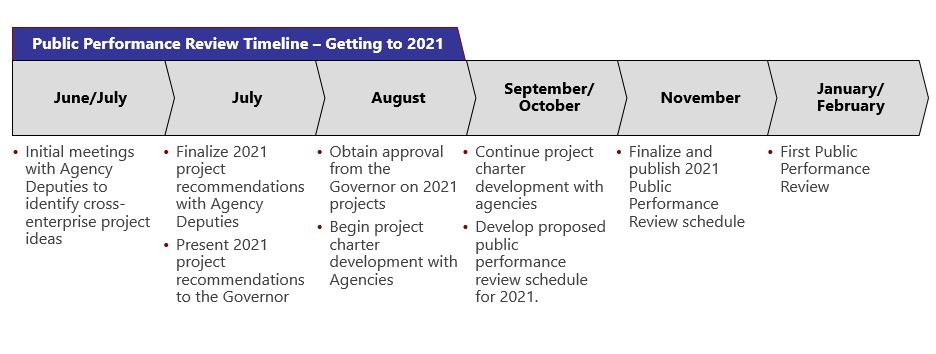 Public Performance Review Timeline – Getting to 2021
June/July
July
August
September/
October
November
January/
February
• Initial meetings
with Agency
Deputies to
identify cross-
enterprise project
ideas
• Finalize 2021
project
recommendations
with Agency
Deputies
• Present 2021
project
recommendations
to the Governor
• Obtain approval
from the
Governor on 2021
projects
• Begin project
charter
development with
Agencies
• Continue project
charter
development with
agencies
• Develop proposed
public
performance
review schedule
for 2021.
• Finalize and
publish 2021
Public
Performance
Review schedule
• First Public
Performance
Review